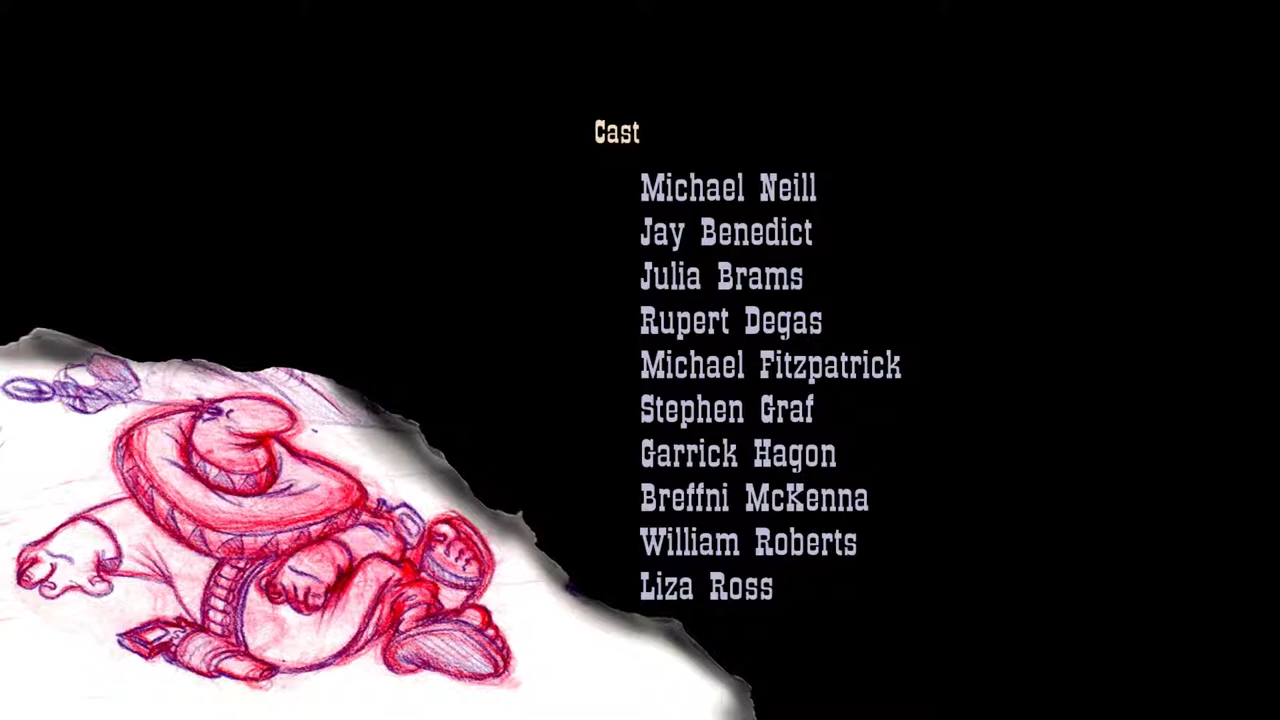 Cast
Michael Neill
Jay Benedict
Julia Brams
Rupert Degas
Michael Fitzpatrick
Stephen Graf
Garrick Hagon
Breffni McKenna
William Roberts
Liza Ross